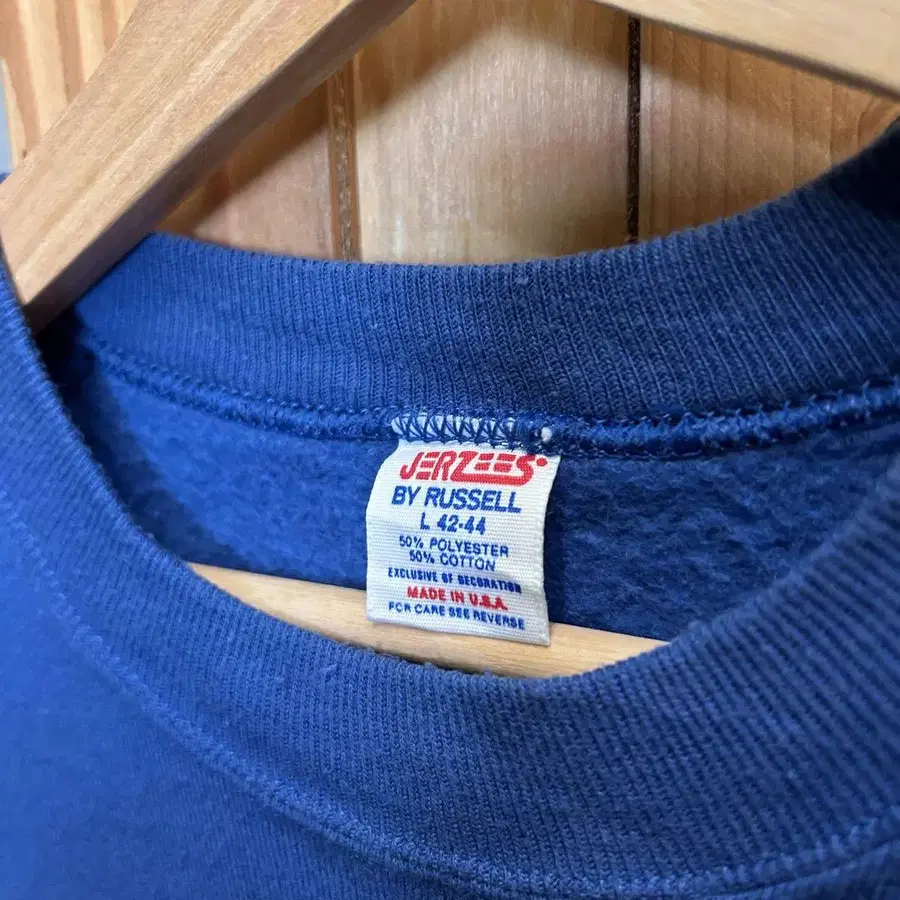 JERZEES
BY RUSSELL
L 42-44
50% POLYESTER
50% COTTON
EXCLUSIVE OF DECORATION
MADE IN U.S.A.
FOR CARE SEE REVERSE